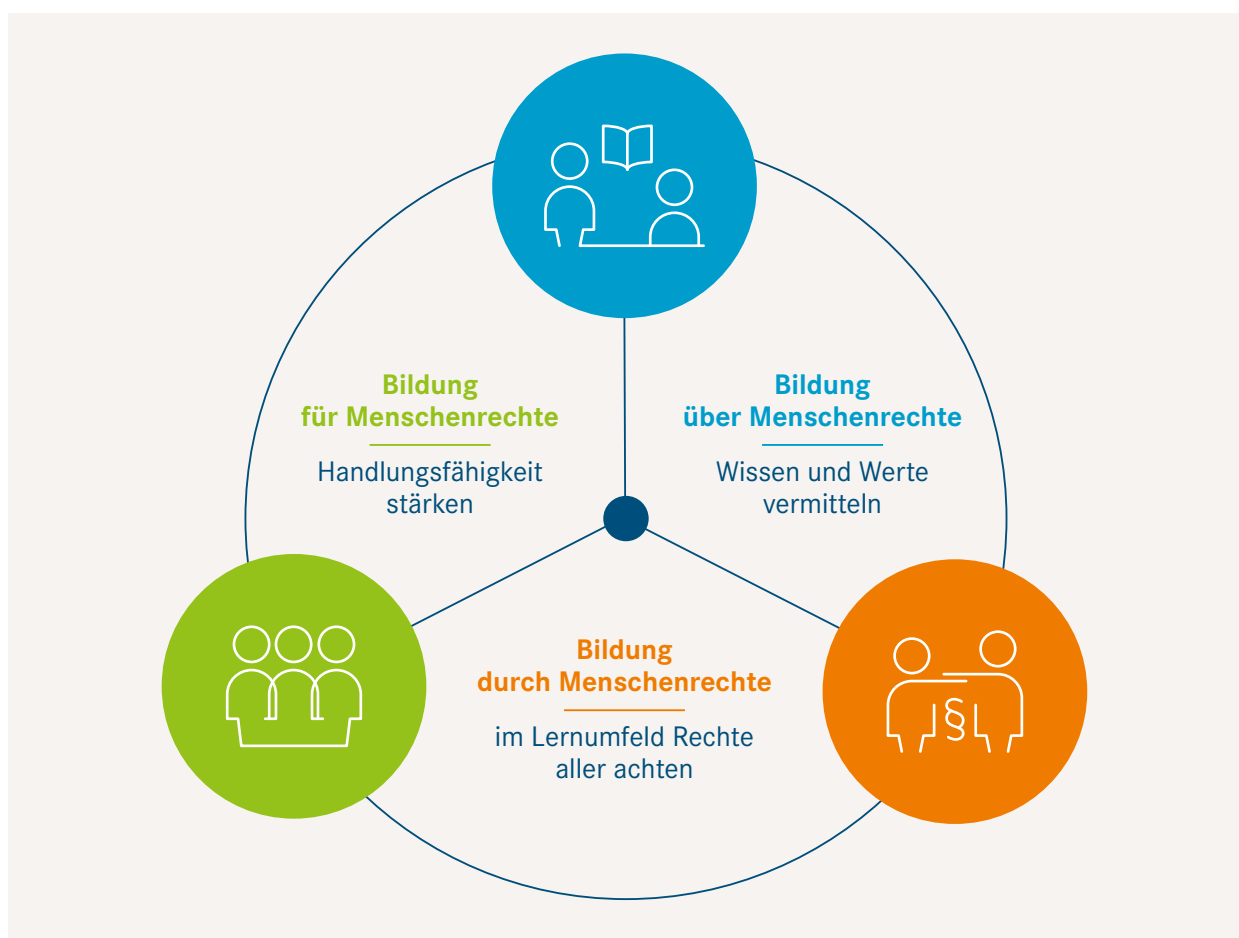 Bildung
für Menschenrechte
Handlungsfähigkeit
stärken
Bildung
über Menschenrechte
Wissen und Werte
vermitteln
Bildung
durch Menschenrechte
im Lernumfeld Rechte
aller achten
§